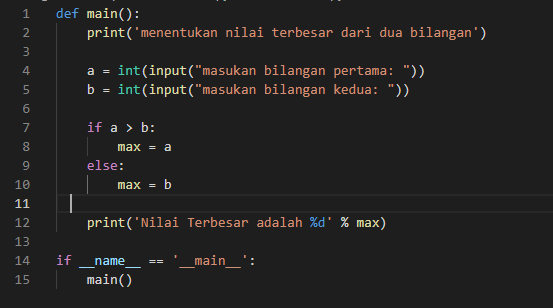 1 def main():
2     print('menentukan nilai terbesar dari dua bilangan')
3
4     a = int(input("masukan bilangan pertama: "))
5     b = int(input("masukan bilangan kedua: "))
6
7     if a > b:
8         max = a
9     else:
10         max = b
11
12     print('Nilai Terbesar adalah %d' % max)
13
14 if __name__ == '__main__':
15     main()